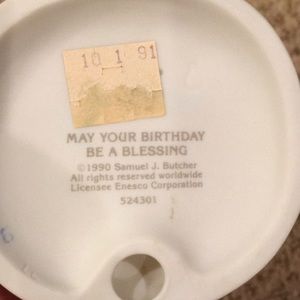 10 1 91
MAY YOUR BIRTHDAY
BE A BLESSING
©1990 Samuel J. Butcher
All rights reserved worldwide
Licensee Enesco Corporation
524301